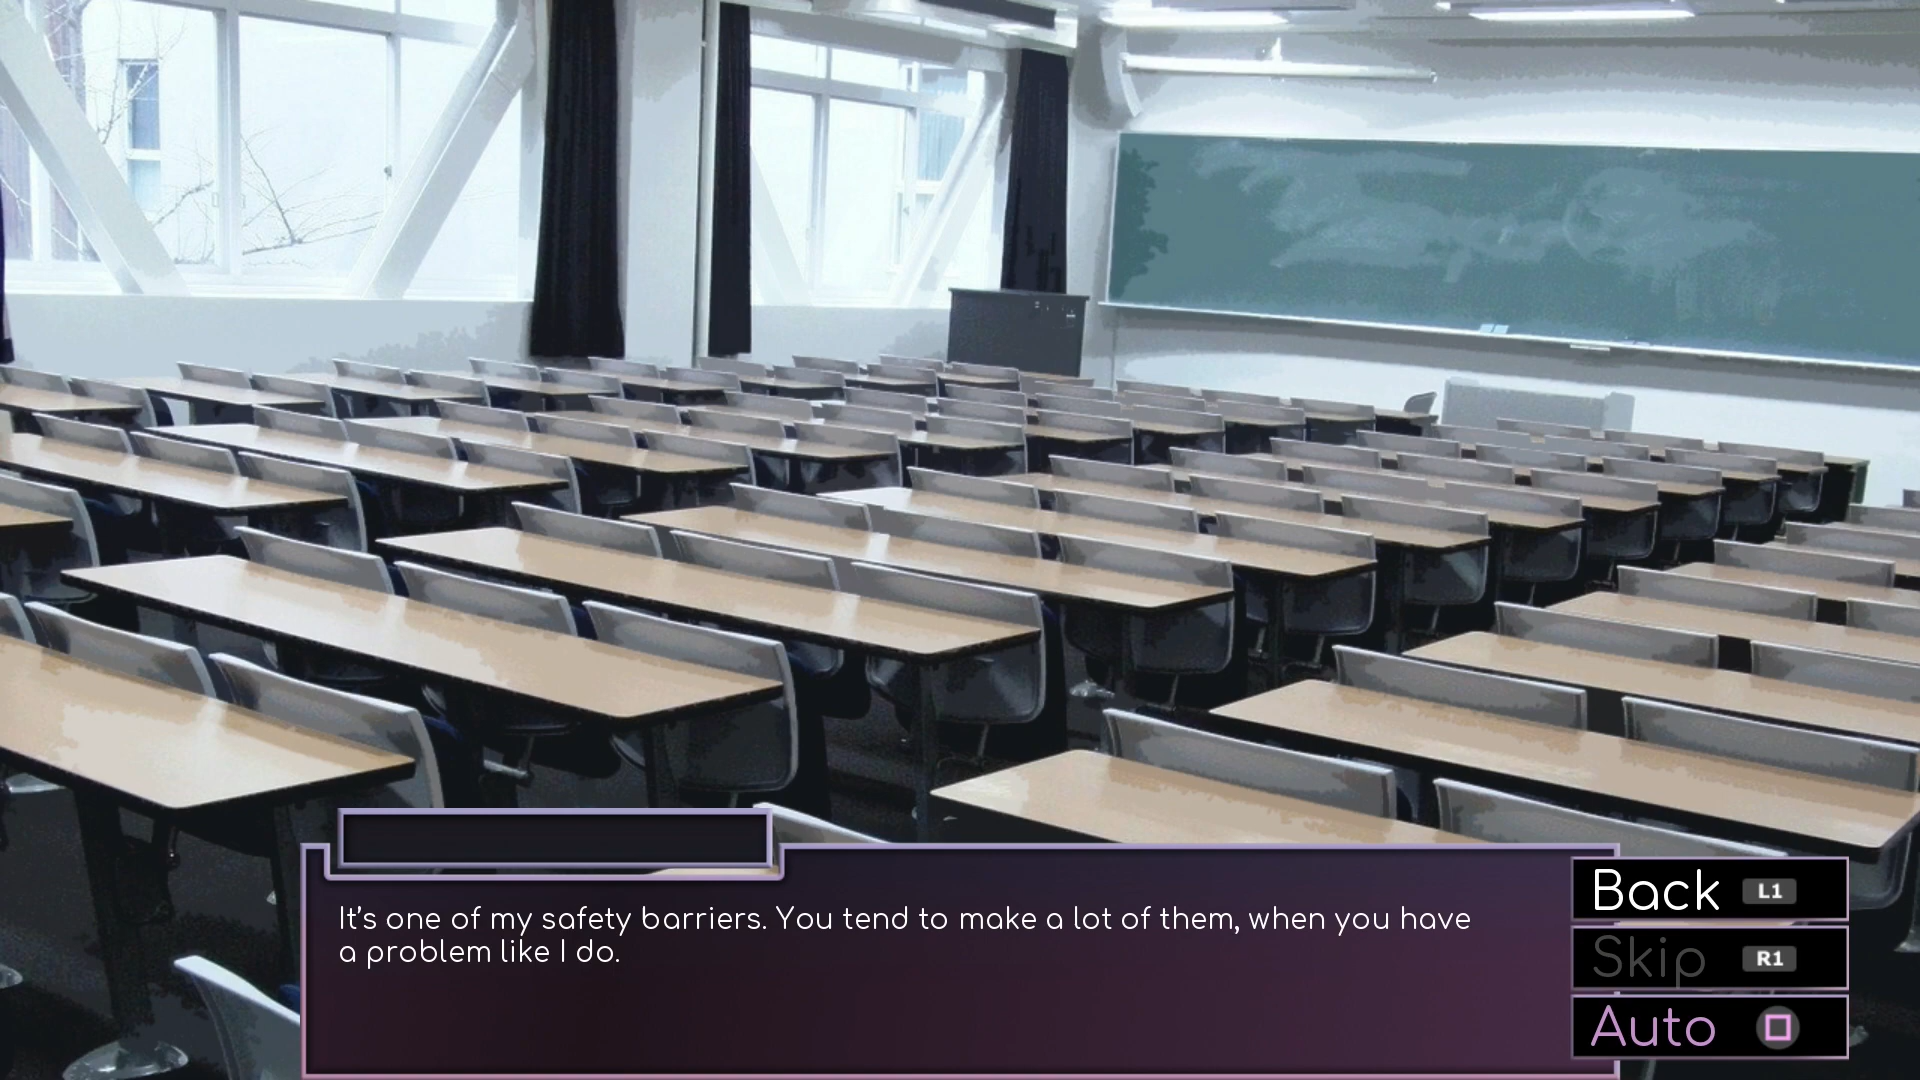 It's one of my safety barriers. You tend to make a lot of them, when you have
a problem like I do.
Back L1
Skip R1
Auto